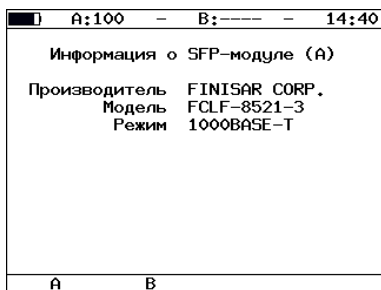 A:100 – B:---- – 14:40
Информация о SFP-модуле (A)
Производитель FINISAR CORP.
Модель FCLF-8521-3
Режим 1000BASE-T
A B